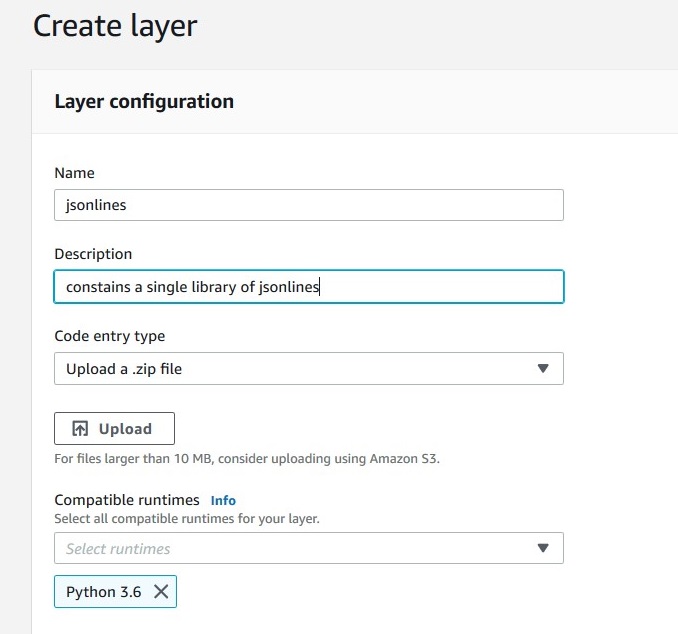 Create layer
Layer configuration
Name
jsonlines
Description
constains a single library of jsonlines
Code entry type
Upload a .zip file
Upload
For files larger than 10 MB, consider uploading using Amazon S3.
Compatible runtimes Info
Select all compatible runtimes for your layer.
Select runtimes
Python 3.6